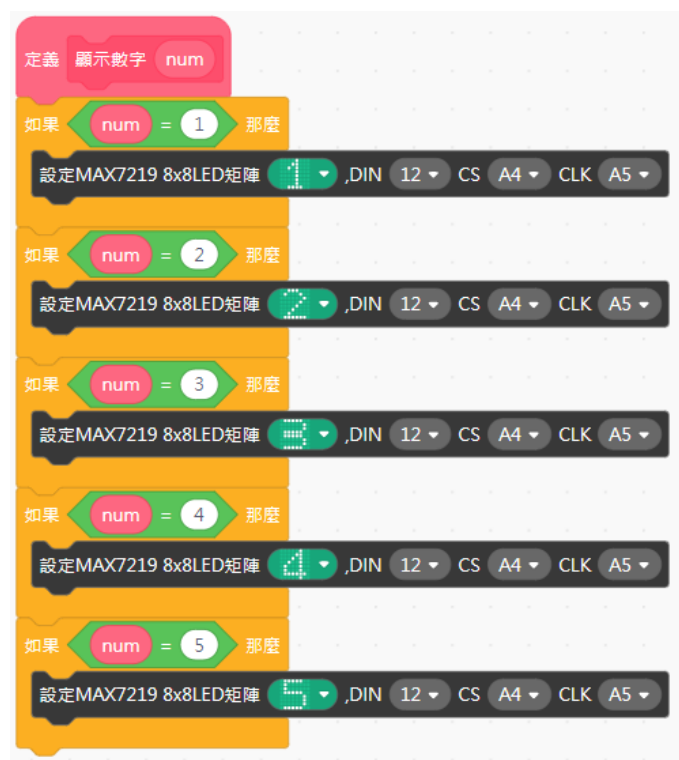 定義 顯示數字 num
如果 num = 1 那麼
設定MAX7219 8x8LED矩陣 1 ,DIN 12 CS A4 CLK A5
如果 num = 2 那麼
設定MAX7219 8x8LED矩陣 2 ,DIN 12 CS A4 CLK A5
如果 num = 3 那麼
設定MAX7219 8x8LED矩陣 3 ,DIN 12 CS A4 CLK A5
如果 num = 4 那麼
設定MAX7219 8x8LED矩陣 4 ,DIN 12 CS A4 CLK A5
如果 num = 5 那麼
設定MAX7219 8x8LED矩陣 5 ,DIN 12 CS A4 CLK A5